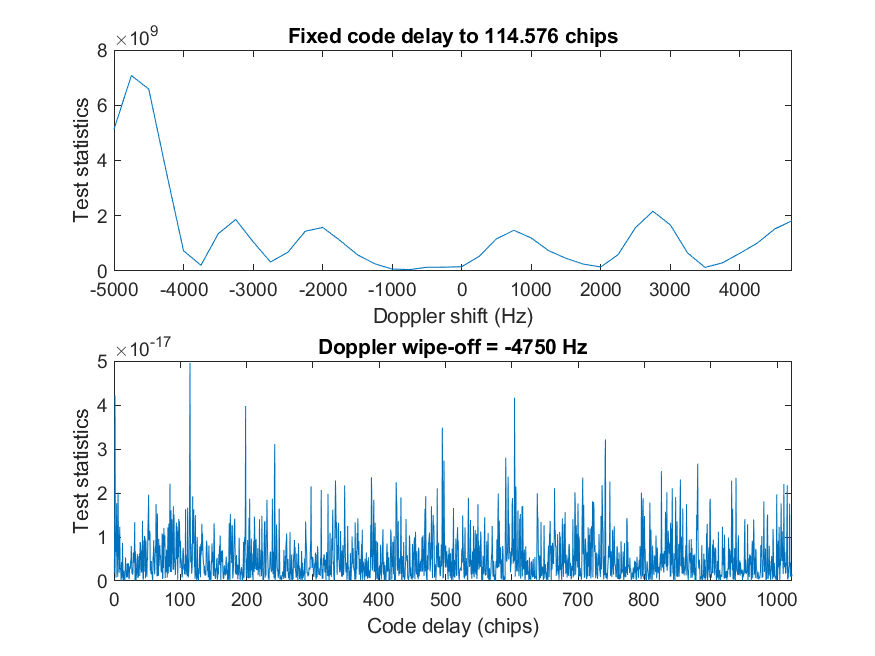 ×10^9
Fixed code delay to 114.576 chips
8
6
4
2
0
Test statistics
-5000 -4000 -3000 -2000 -1000 0 1000 2000 3000 4000
Doppler shift (Hz)
×10^-17
Doppler wipe-off = -4750 Hz
5
4
3
2
1
0
Test statistics
0 100 200 300 400 500 600 700 800 900 1000
Code delay (chips)